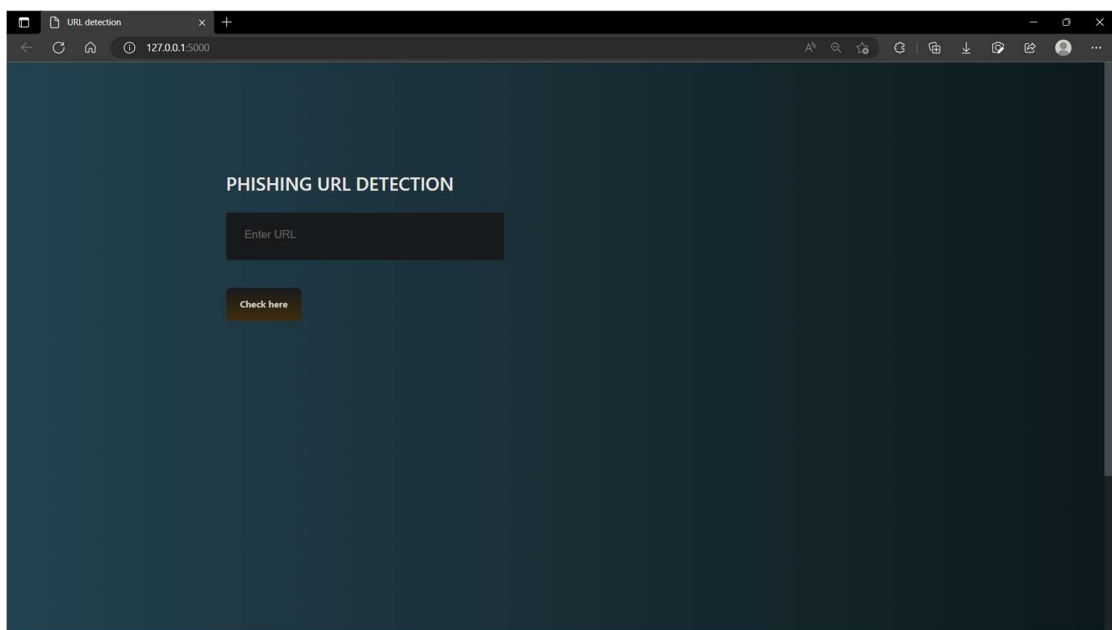 URL detection
127.0.0.1:5000
PHISHING URL DETECTION
Enter URL
Check here